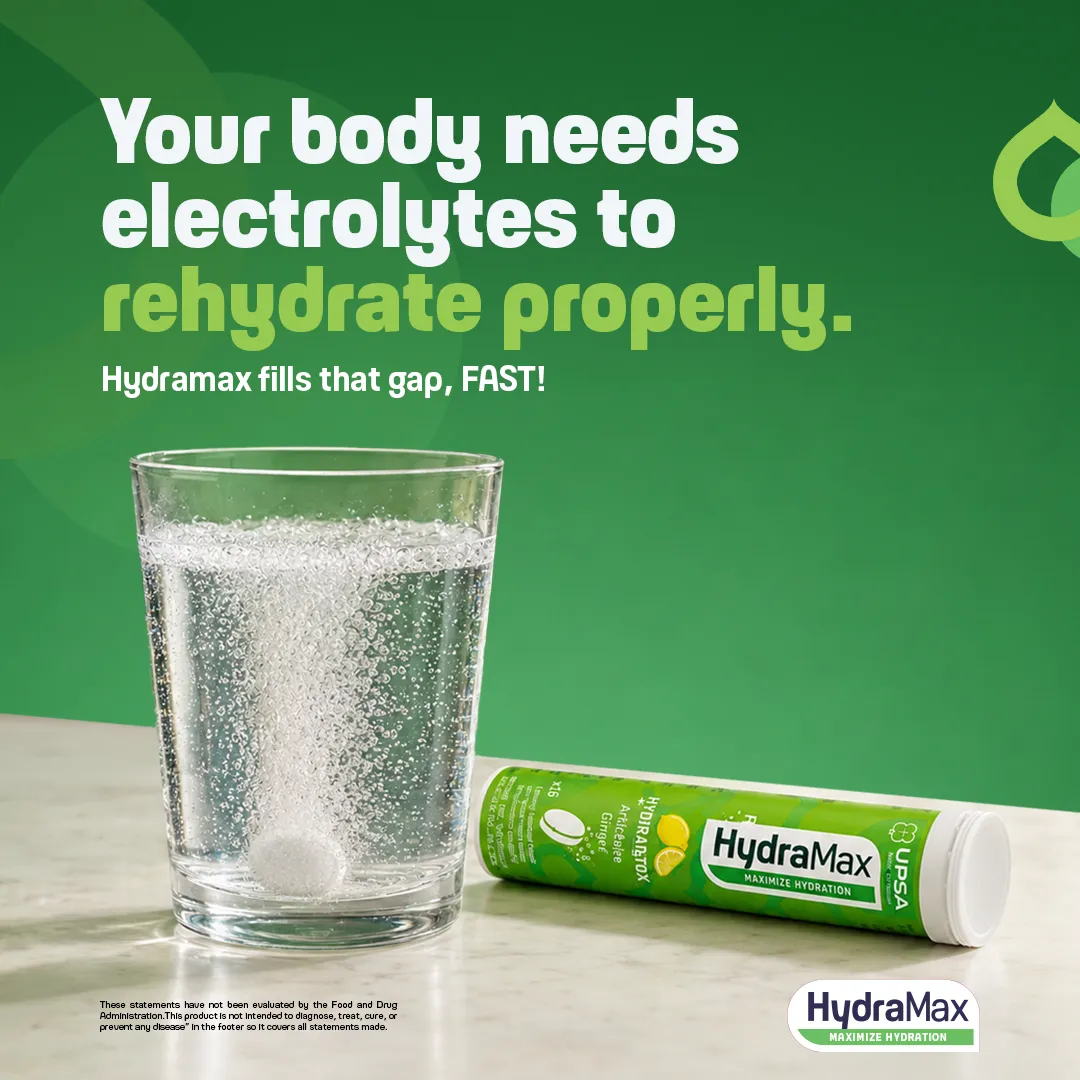 Your body needs
electrolytes to
rehydrate properly.
Hydramax fills that gap, FAST!
x16
HydraMax
MAXIMIZE HYDRATION
UPSA
These statements have not been evaluated by the Food and Drug
Administration.This product is not intended to diagnose, treat, cure, or
prevent any disease" in the footer so it covers all statements made.
HydraMax
MAXIMIZE HYDRATION